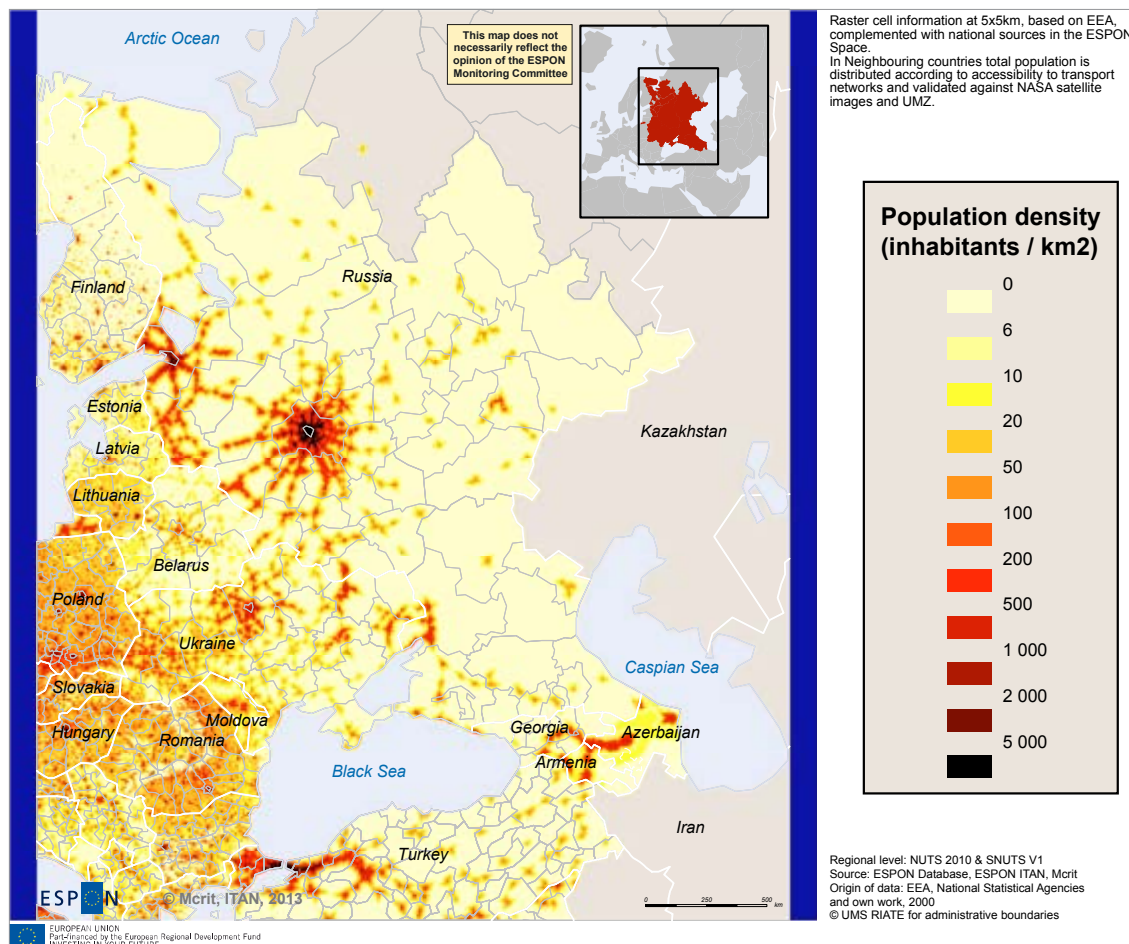 Arctic Ocean
This map does not
necessarily reflect the
opinion of the ESPON
Monitoring Committee
Raster cell information at 5x5km, based on EEA,
complemented with national sources in the ESPON
Space.
In Neighbouring countries total population is
distributed according to accessibility to transport
networks and validated against NASA satellite
images and UMZ.
Population density
(inhabitants / km2)
0
6
10
20
50
100
200
500
1 000
2 000
5 000
Russia
Finland
Estonia
Latvia
Lithuania
Kazakhstan
Belarus
Poland
Ukraine
Slovakia
Caspian Sea
Moldova
Hungary
Romania
Georgia
Azerbaijan
Armenia
Black Sea
Iran
Turkey
ESPON
© Mcrit, ITAN, 2013
0 250 500
km
Regional level: NUTS 2010 & SNUTS V1
Source: ESPON Database, ESPON ITAN, Mcrit
Origin of data: EEA, National Statistical Agencies
and own work, 2000
© UMS RIATE for administrative boundaries
EUROPEAN UNION
Part-financed by the European Regional Development Fund
INVESTING IN YOUR FUTURE